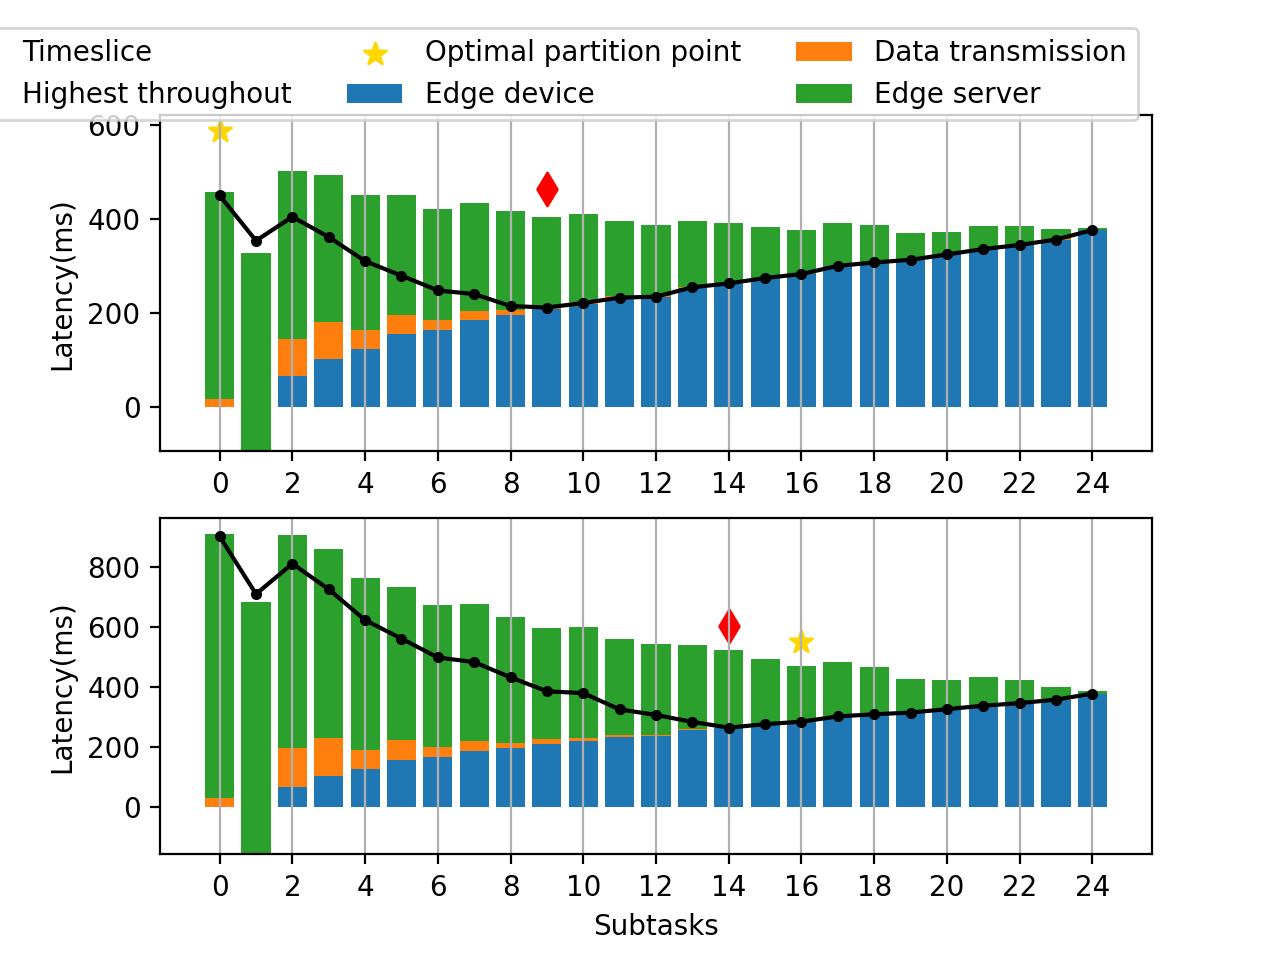 Timeslice Optimal partition point Data transmission
Highest throughout Edge device Edge server
600
400
200
0
Latency(ms)
0 2 4 6 8 10 12 14 16 18 20 22 24
800
600
400
200
0
Latency(ms)
0 2 4 6 8 10 12 14 16 18 20 22 24
Subtasks